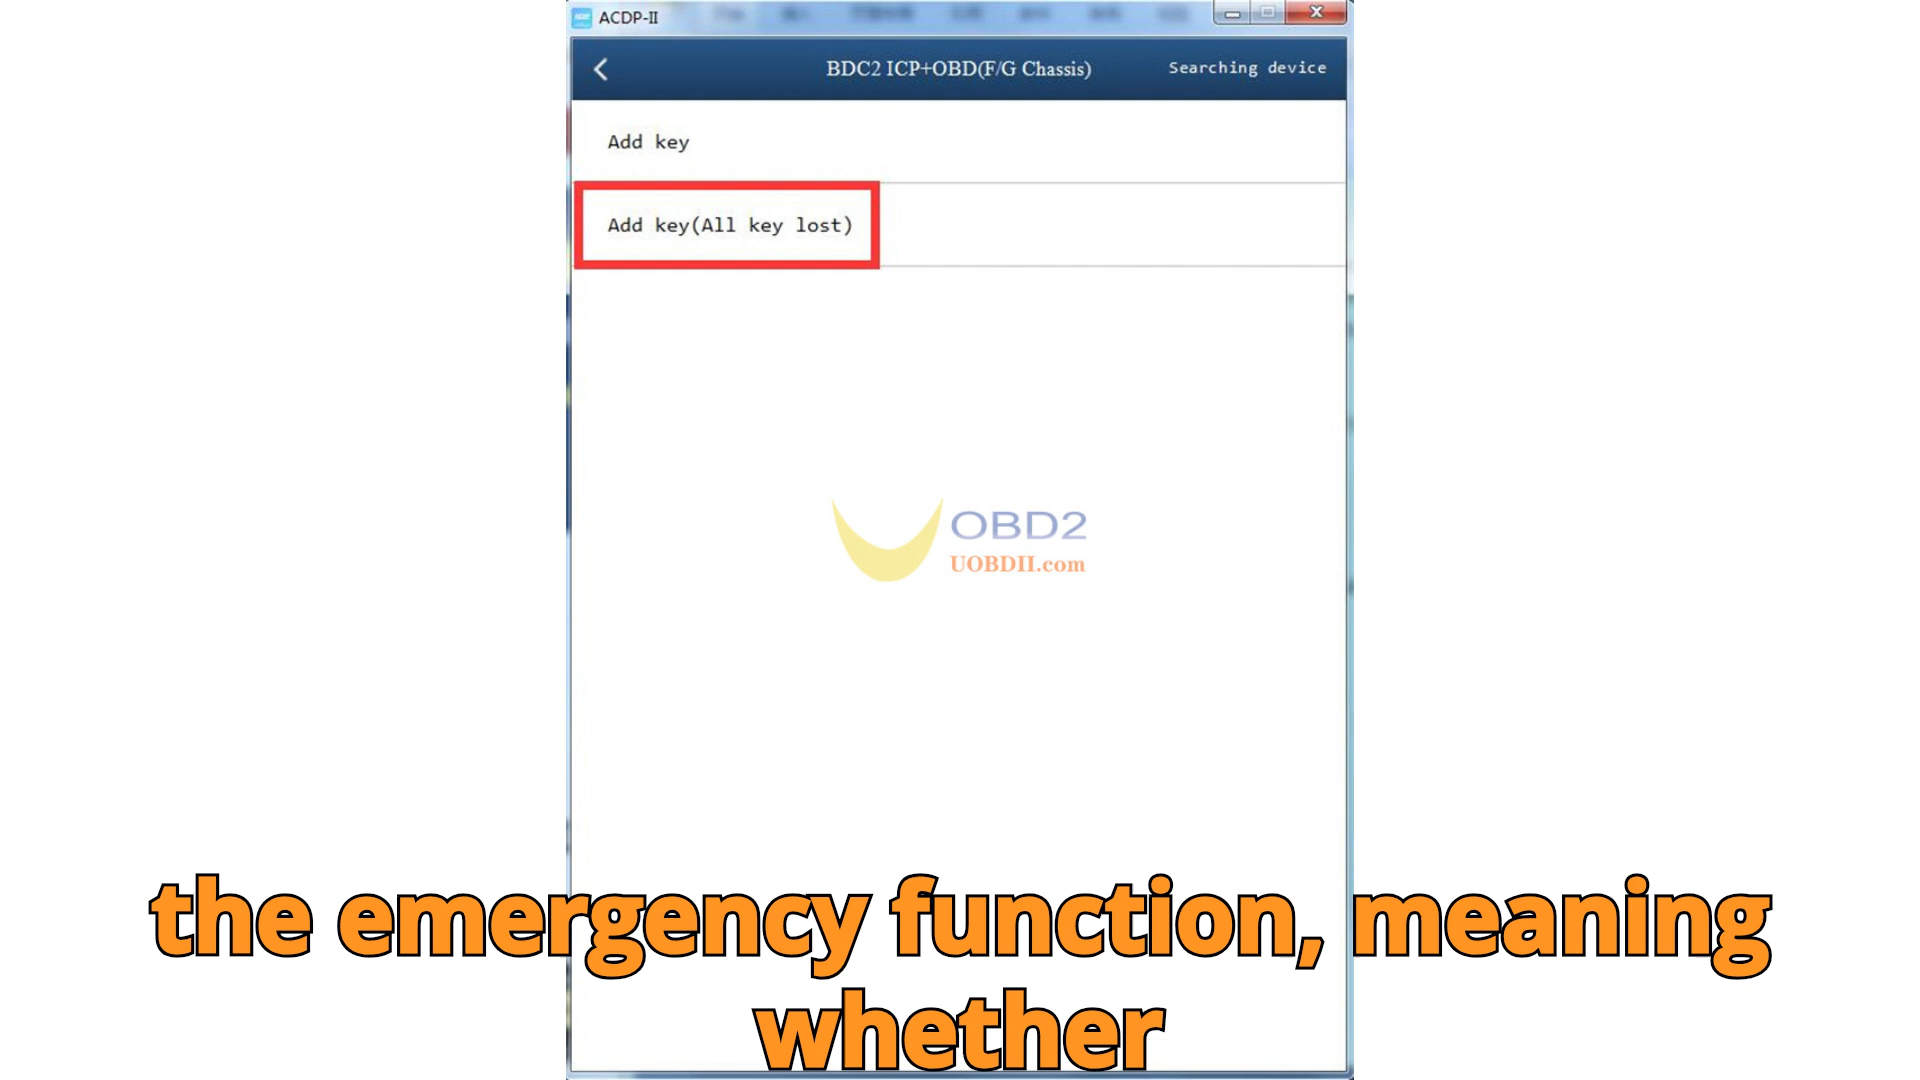 ACDP-II
BDC2 ICP+OBD(F/G Chassis)
Searching device
Add key
Add key(All key lost)
OBD2
UOBDII.com
the emergency function, meaning
whether